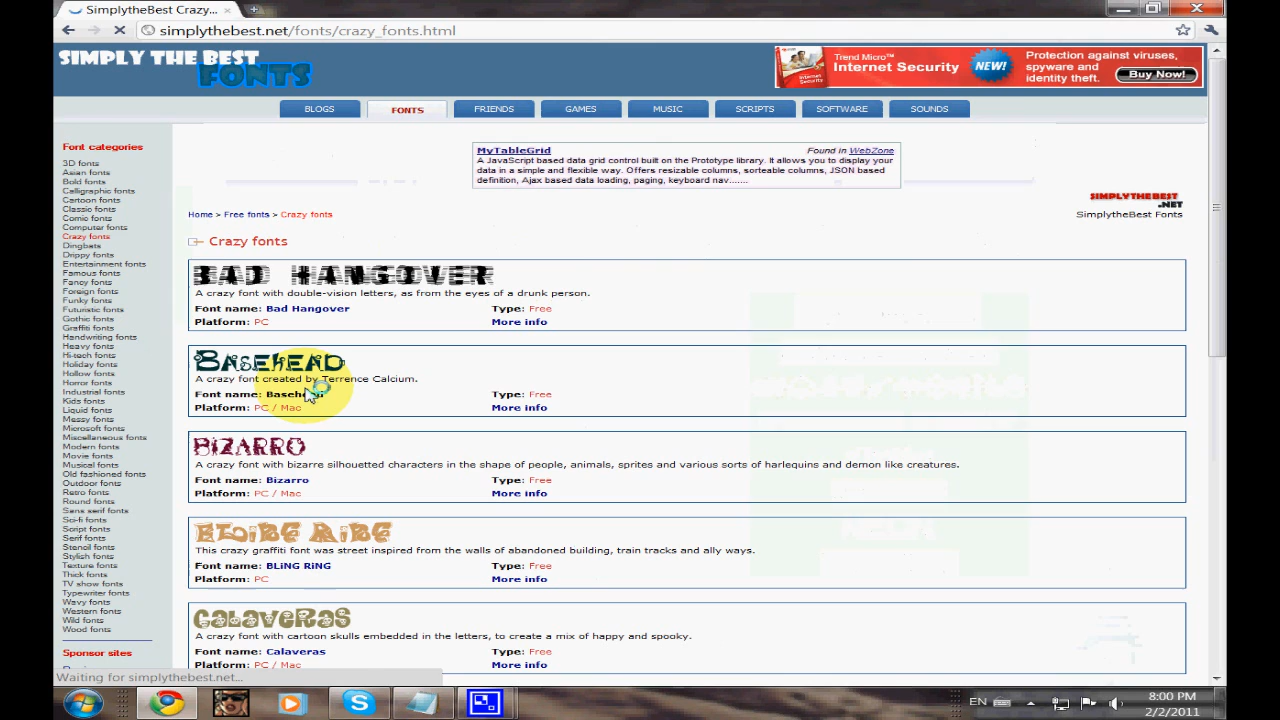 SimplytheBest Crazy...
simplythebest.net/fonts/crazy_fonts.html
SIMPLY THE BEST
FONTS
Trend Micro™
Internet Security
NEW!
Protection against viruses,
spyware and
identity theft.
Buy Now!
BLOGS
FONTS
FRIENDS
GAMES
MUSIC
SCRIPTS
SOFTWARE
SOUNDS
Font categories
3D fonts
Asian fonts
Bold fonts
Calligraphic fonts
Cartoon fonts
Classic fonts
Comic fonts
Computer fonts
Crazy fonts
Dingbats
Drippy fonts
Entertainment fonts
Famous fonts
Fancy fonts
Foreign fonts
Funky fonts
Futuristic fonts
Gothic fonts
Graffiti fonts
Handwriting fonts
Heavy fonts
Hi-tech fonts
Holiday fonts
Hollow fonts
Horror fonts
Industrial fonts
Kids fonts
Liquid fonts
Messy fonts
Microsoft fonts
Miscellaneous fonts
Modern fonts
Movie fonts
Musical fonts
Old fashioned fonts
Outdoor fonts
Retro fonts
Round fonts
Sans serif fonts
Sci-fi fonts
Script fonts
Serif fonts
Stencil fonts
Stylish fonts
Texture fonts
Thick fonts
TV show fonts
Typewriter fonts
Wavy fonts
Western fonts
Wild fonts
Wood fonts
Sponsor sites
MyTableGrid
Found in WebZone
A JavaScript based data grid control built on the Prototype library. It allows you to display your
data in a simple and flexible way. Offers resizable columns, sorteable columns, JSON based
definition, Ajax based data loading, paging, keyboard nav......
SIMPLYTHEBEST
.NET
SimplytheBest Fonts
Home > Free fonts > Crazy fonts
Crazy fonts
BAD HANGOVER
A crazy font with double-vision letters, as from the eyes of a drunk person.
Font name: Bad Hangover
Type: Free
Platform: PC
More info
BASEHEAD
A crazy font created by Terrence Calcium.
Font name: Basehead
Type: Free
Platform: PC / Mac
More info
BIZARRO
A crazy font with bizarre silhouetted characters in the shape of people, animals, sprites and various sorts of harlequins and demon like creatures.
Font name: Bizarro
Type: Free
Platform: PC / Mac
More info
BLiNG RiNG
This crazy graffiti font was street inspired from the walls of abandoned building, train tracks and ally ways.
Font name: BLiNG RiNG
Type: Free
Platform: PC
More info
CALAVERAS
A crazy font with cartoon skulls embedded in the letters, to create a mix of happy and spooky.
Font name: Calaveras
Type: Free
Platform: PC / Mac
More info
Waiting for simplythebest.net...
EN
8:00 PM
2/2/2011